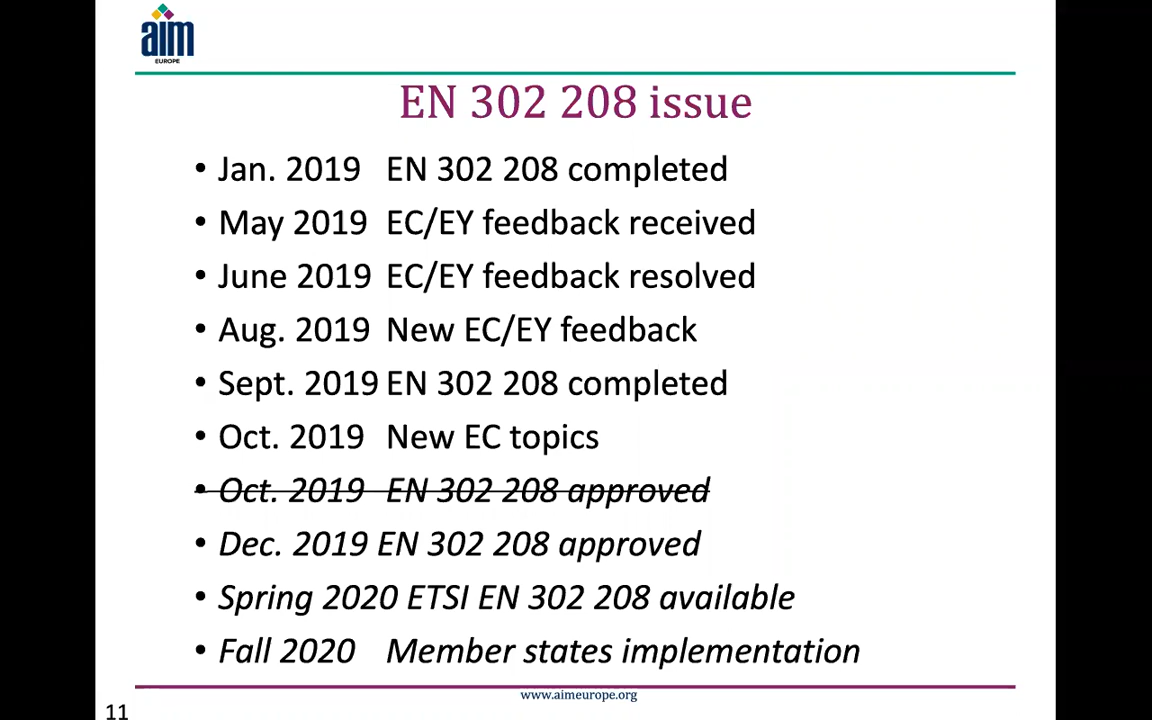 aim
EUROPE
EN 302 208 issue
• Jan. 2019 EN 302 208 completed
• May 2019 EC/EY feedback received
• June 2019 EC/EY feedback resolved
• Aug. 2019 New EC/EY feedback
• Sept. 2019 EN 302 208 completed
• Oct. 2019 New EC topics
• Oct. 2019 EN 302 208 approved
• Dec. 2019 EN 302 208 approved
• Spring 2020 ETSI EN 302 208 available
• Fall 2020 Member states implementation
www.aimeurope.org
11